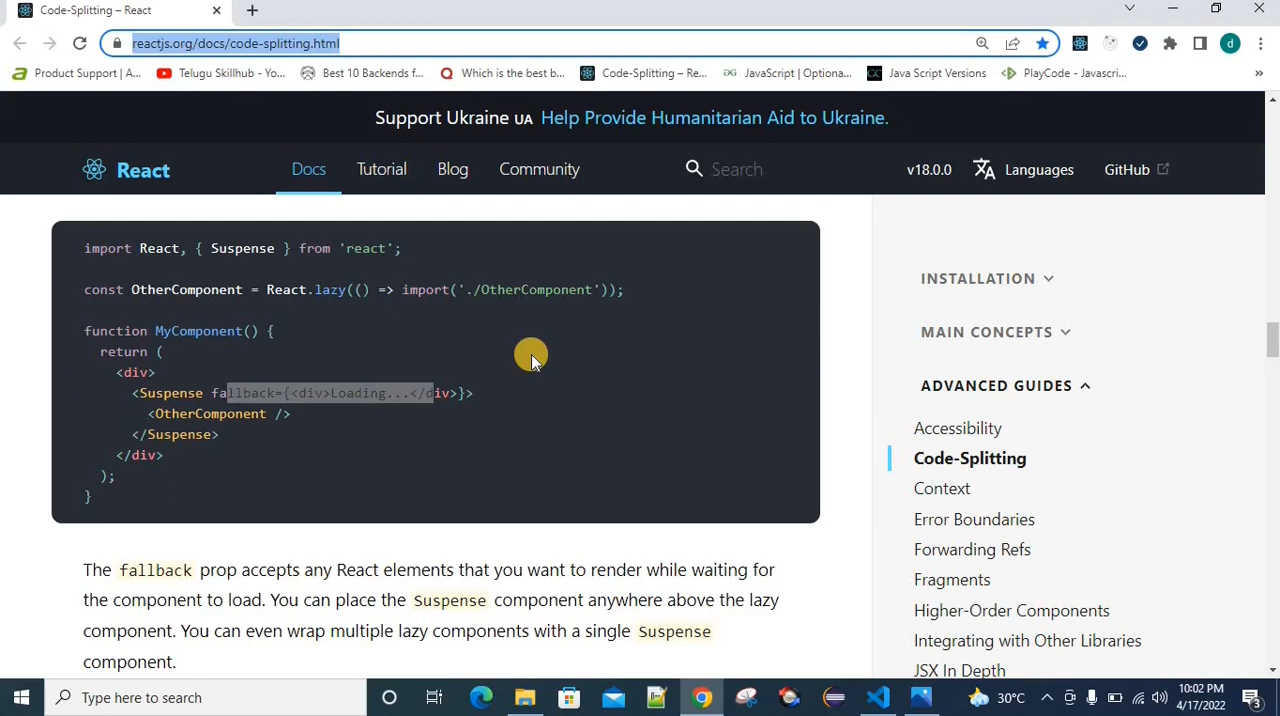 Code-Splitting – React
reactjs.org/docs/code-splitting.html
Product Support | A...
Telugu Skillhub - Yo...
Best 10 Backends f...
Which is the best b...
Code-Splitting – Re...
JavaScript | Optiona...
Java Script Versions
PlayCode - Javascri...
Support Ukraine UA Help Provide Humanitarian Aid to Ukraine.
React
Docs
Tutorial
Blog
Community
Search
v18.0.0
Languages
GitHub
import React, { Suspense } from 'react';
const OtherComponent = React.lazy(() => import('./OtherComponent'));
function MyComponent() {
return (
<div>
<Suspense fallback={<div>Loading...</div>}>
<OtherComponent />
</Suspense>
</div>
);
}
The fallback prop accepts any React elements that you want to render while waiting for
the component to load. You can place the Suspense component anywhere above the lazy
component. You can even wrap multiple lazy components with a single Suspense
component.
INSTALLATION
MAIN CONCEPTS
ADVANCED GUIDES
Accessibility
Code-Splitting
Context
Error Boundaries
Forwarding Refs
Fragments
Higher-Order Components
Integrating with Other Libraries
JSX In Depth
Type here to search
30°C
10:02 PM
4/17/2022
3